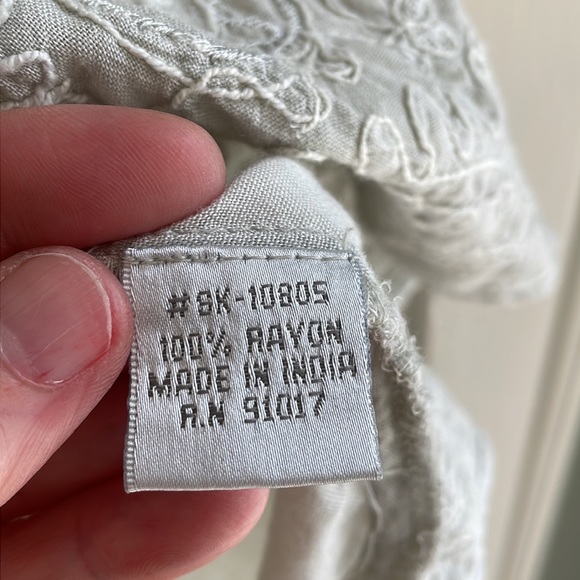 #SK-10805
100% RAYON
MADE IN INDIA
R.N 91017